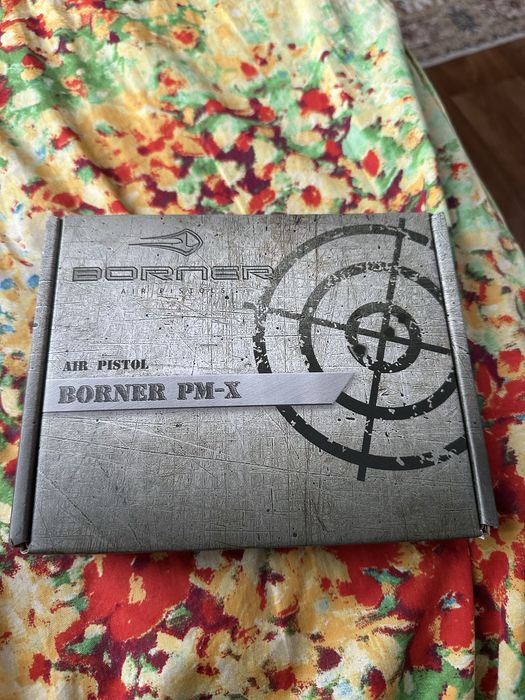 BORNER
AIR PISTOLS
AIR PISTOL
BORNER PM-X